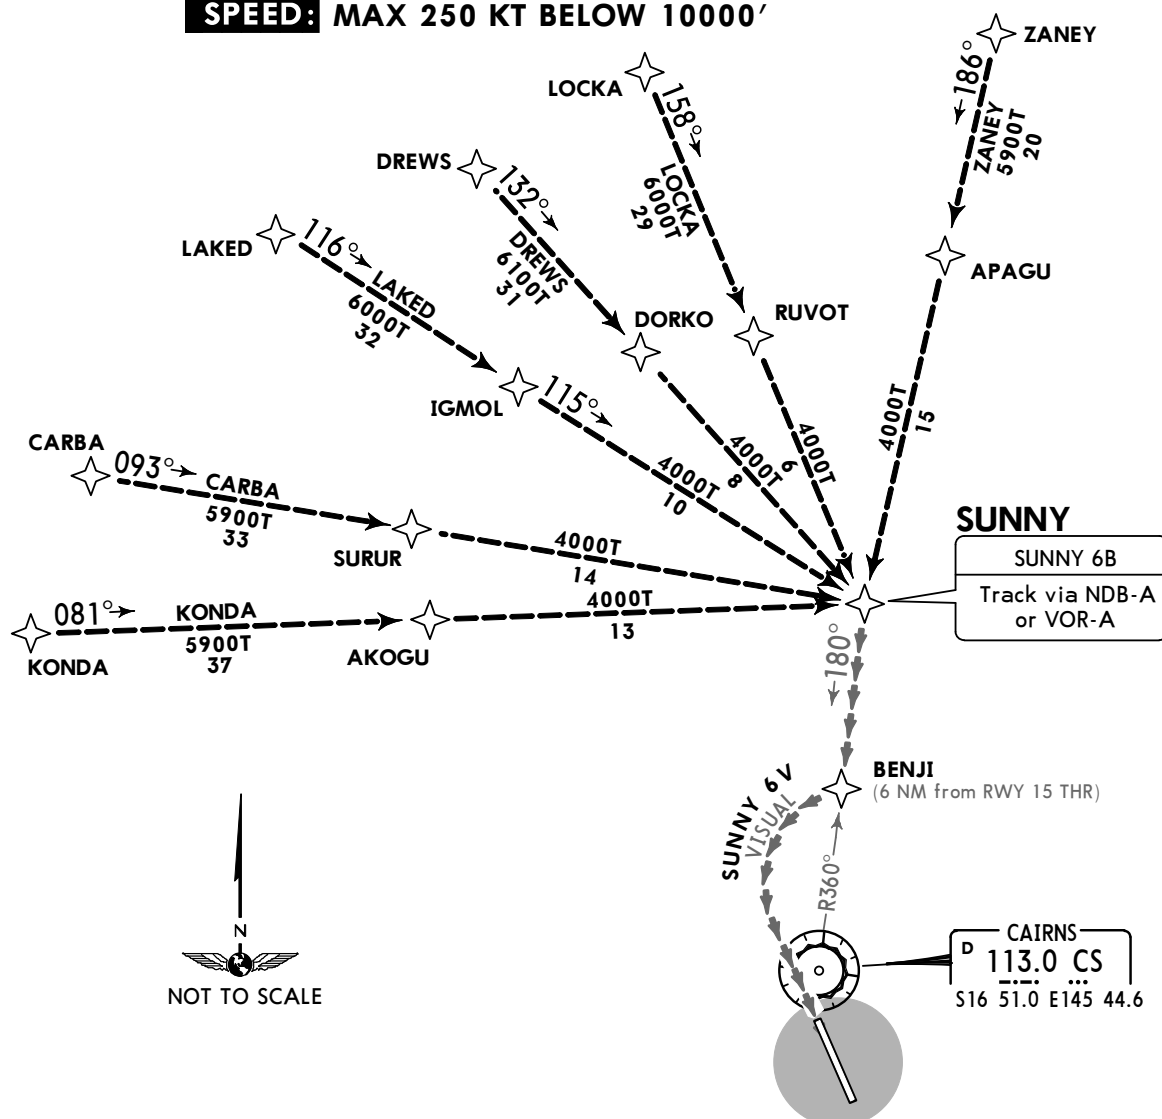 SPEED: MAX 250 KT BELOW 10000′
ZANEY
186°
ZANEY
5900T
20
LOCKA
158°
LOCKA
6000T
29
DREWS
132°
DREWS
6100T
31
LAKED
116°
LAKED
6000T
32
APAGU
4000T
15
DORKO
RUVOT
4000T
8
4000T
6
IGMOL
115°
4000T
10
CARBA
093°
CARBA
5900T
33
SURUR
4000T
14
081°
KONDA
5900T
37
KONDA
AKOGU
4000T
13
SUNNY
SUNNY 6B
Track via NDB-A
or VOR-A
180°
BENJI
(6 NM from RWY 15 THR)
SUNNY 6V
VISUAL
R360°
N
NOT TO SCALE
CAIRNS
D 113.0 CS
S16 51.0 E145 44.6